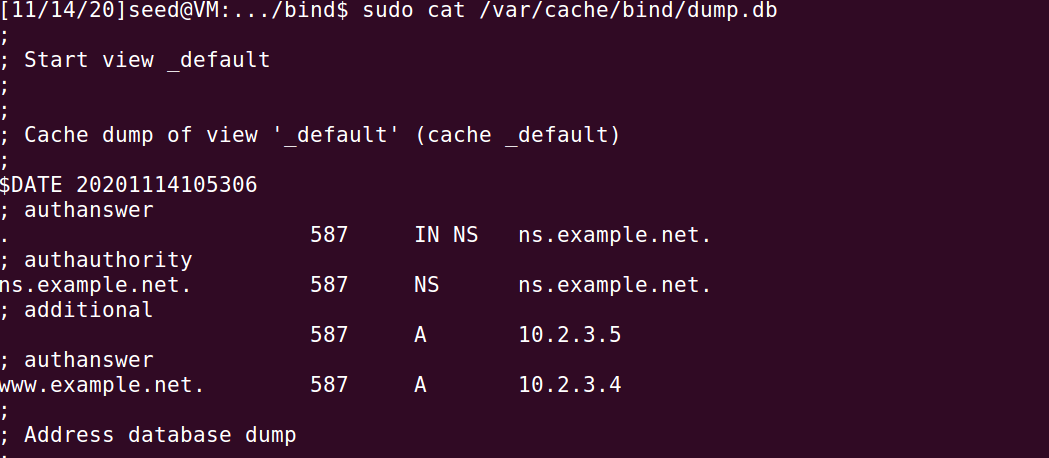 [11/14/20]seed@VM:.../bind$ sudo cat /var/cache/bind/dump.db
;
; Start view _default
;
;
; Cache dump of view '_default' (cache _default)
;
$DATE 20201114105306
; authanswer
.                       587     IN NS   ns.example.net.
; authauthority
ns.example.net.         587     NS      ns.example.net.
; additional
                        587     A       10.2.3.5
; authanswer
www.example.net.        587     A       10.2.3.4
;
; Address database dump
;